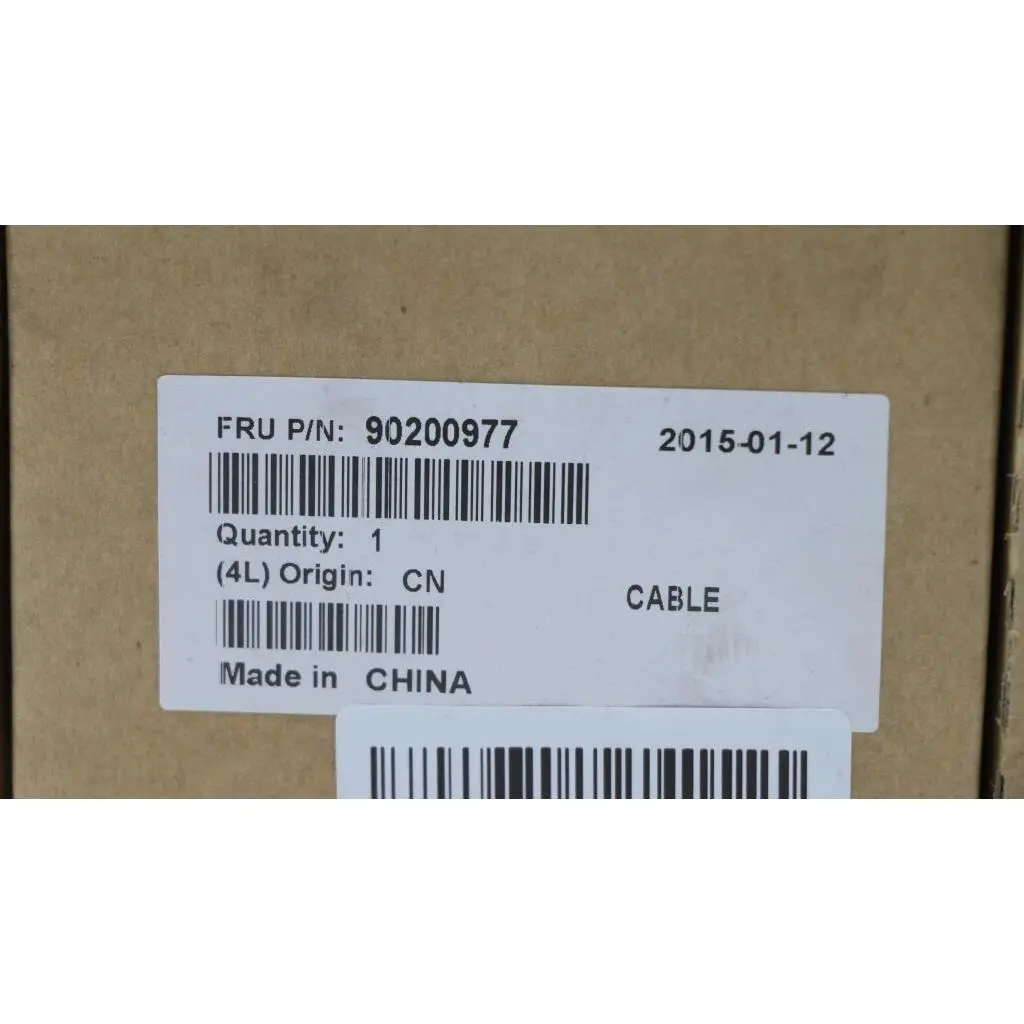 FRU P/N: 90200977 2015-01-12
Quantity: 1
(4L) Origin: CN
CABLE
Made in CHINA